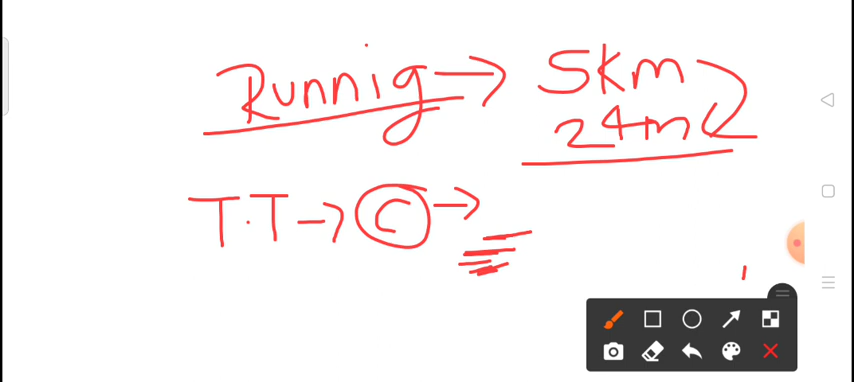 Runnig → 5km
24m
T.T → C →